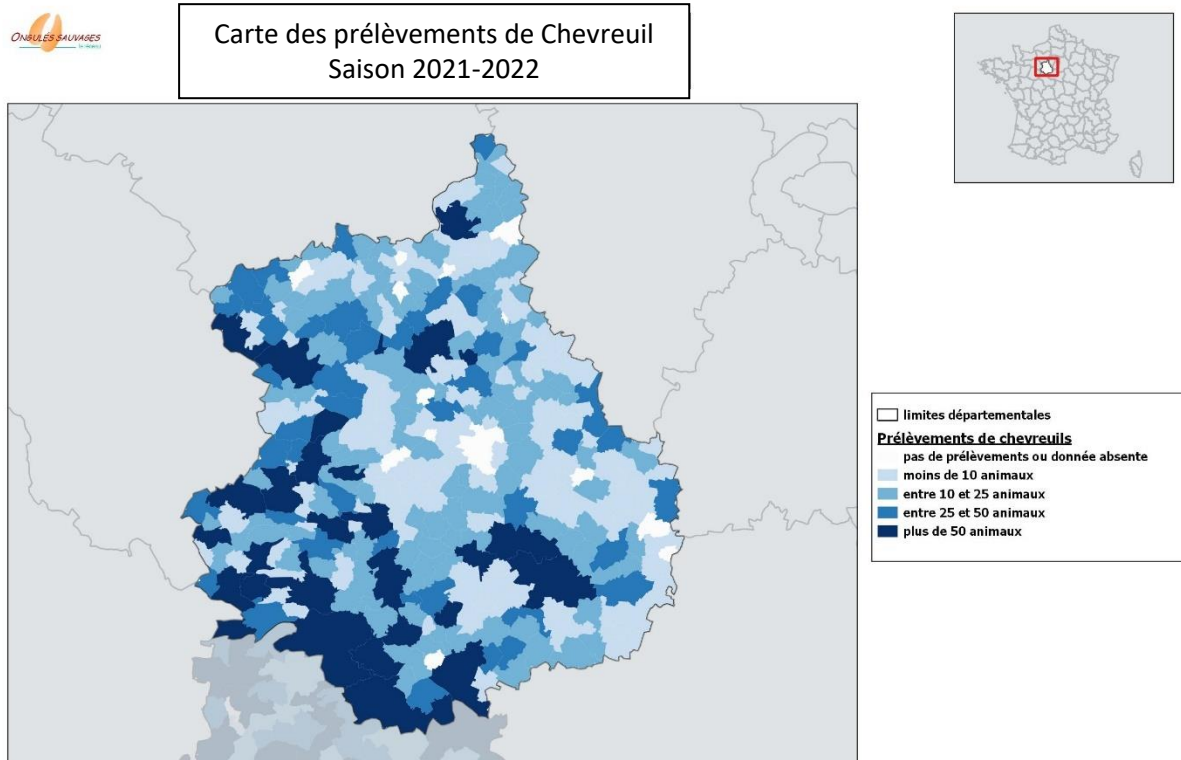 ONGULÉS SAUVAGES
Carte des prélèvements de Chevreuil
Saison 2021-2022
limites départementales
Prélèvements de chevreuils
pas de prélèvements ou donnée absente
moins de 10 animaux
entre 10 et 25 animaux
entre 25 et 50 animaux
plus de 50 animaux